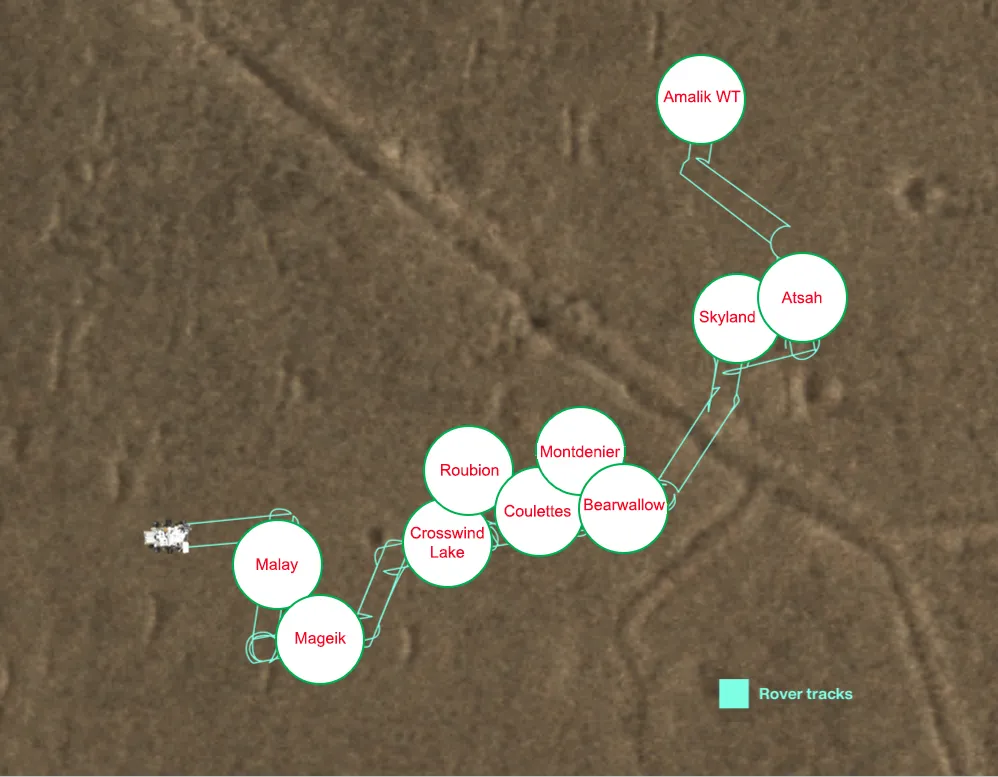 Amalik WT
Atsah
Skyland
Montdenier
Roubion
Bearwallow
Coulettes
Crosswind
Lake
Malay
Mageik
Rover tracks